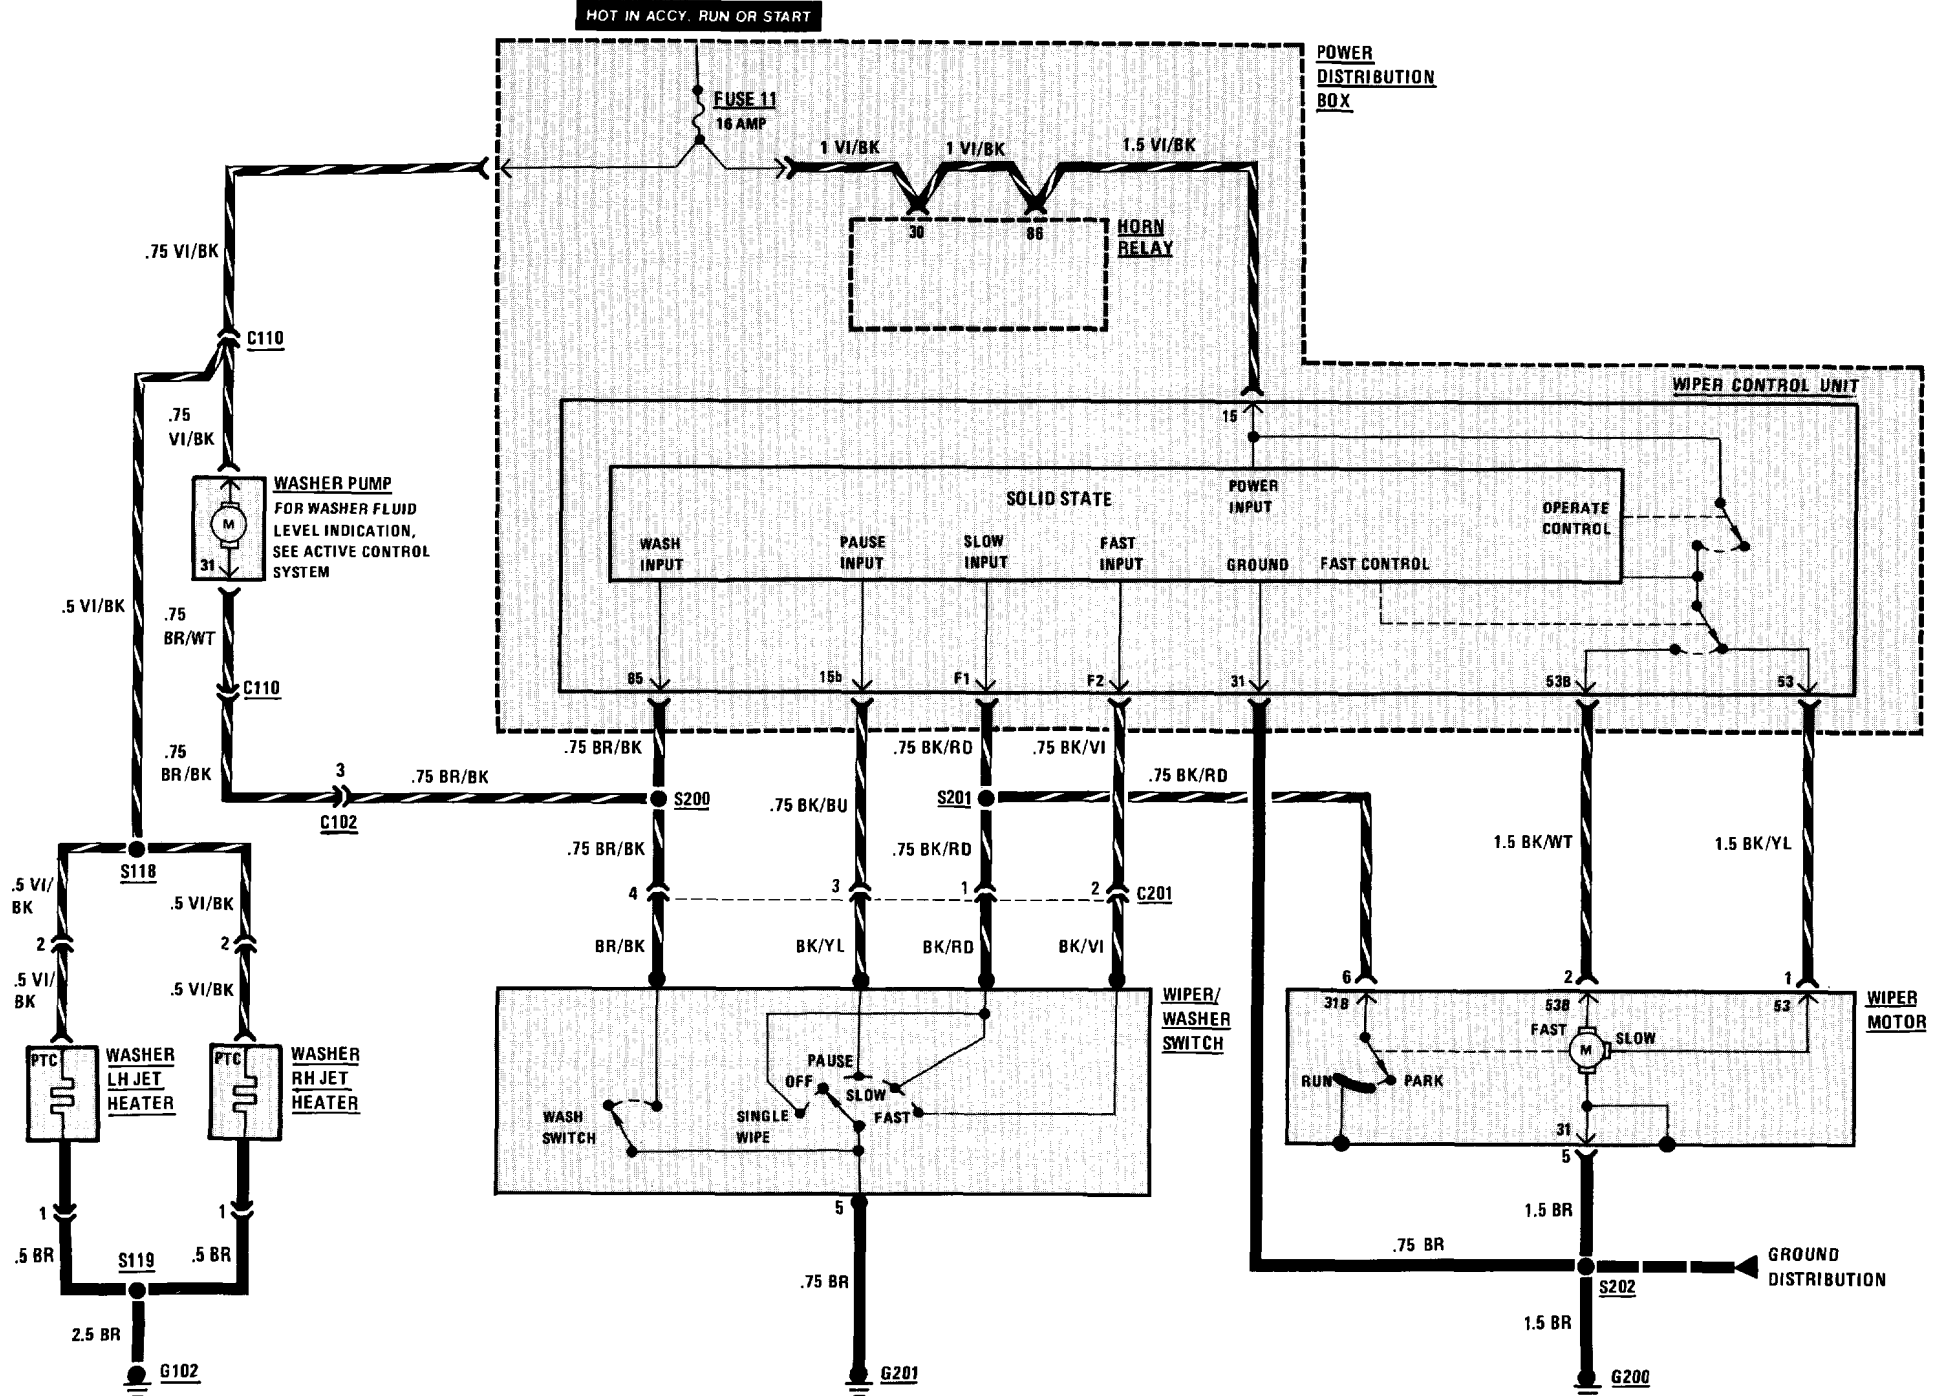 HOT IN ACCY, RUN OR START
POWER
DISTRIBUTION
BOX
FUSE 11
16 AMP
1 VI/BK
1 VI/BK
1.5 VI/BK
30
86
HORN
RELAY
.75 VI/BK
C110
.75
VI/BK
WASHER PUMP
FOR WASHER FLUID
LEVEL INDICATION,
SEE ACTIVE CONTROL
SYSTEM
M
31
.5 VI/BK
.75
BR/WT
C110
.75
BR/BK
3
C102
.75 BR/BK
WIPER CONTROL UNIT
15
SOLID STATE
POWER
INPUT
OPERATE
CONTROL
WASH
INPUT
PAUSE
INPUT
SLOW
INPUT
FAST
INPUT
GROUND
FAST CONTROL
85
15b
F1
F2
31
53B
53
.75 BR/BK
.75 BK/RD
.75 BK/VI
.75 BK/RD
S200
.75 BK/BU
S201
.75 BR/BK
.75 BK/RD
1.5 BK/WT
1.5 BK/YL
4
3
1
2
C201
BR/BK
BK/YL
BK/RD
BK/VI
S118
.5 VI/
BK
.5 VI/BK
2
2
.5 VI/
BK
.5 VI/BK
PTC
WASHER
LH JET
HEATER
PTC
WASHER
RH JET
HEATER
1
1
.5 BR
S119
.5 BR
2.5 BR
G102
WIPER/
WASHER
SWITCH
PAUSE
OFF
SLOW
SINGLE
WIPE
FAST
WASH
SWITCH
5
.75 BR
G201
6
2
1
31B
53B
53
WIPER
MOTOR
FAST
SLOW
M
RUN
PARK
31
5
1.5 BR
.75 BR
GROUND
DISTRIBUTION
S202
1.5 BR
G200